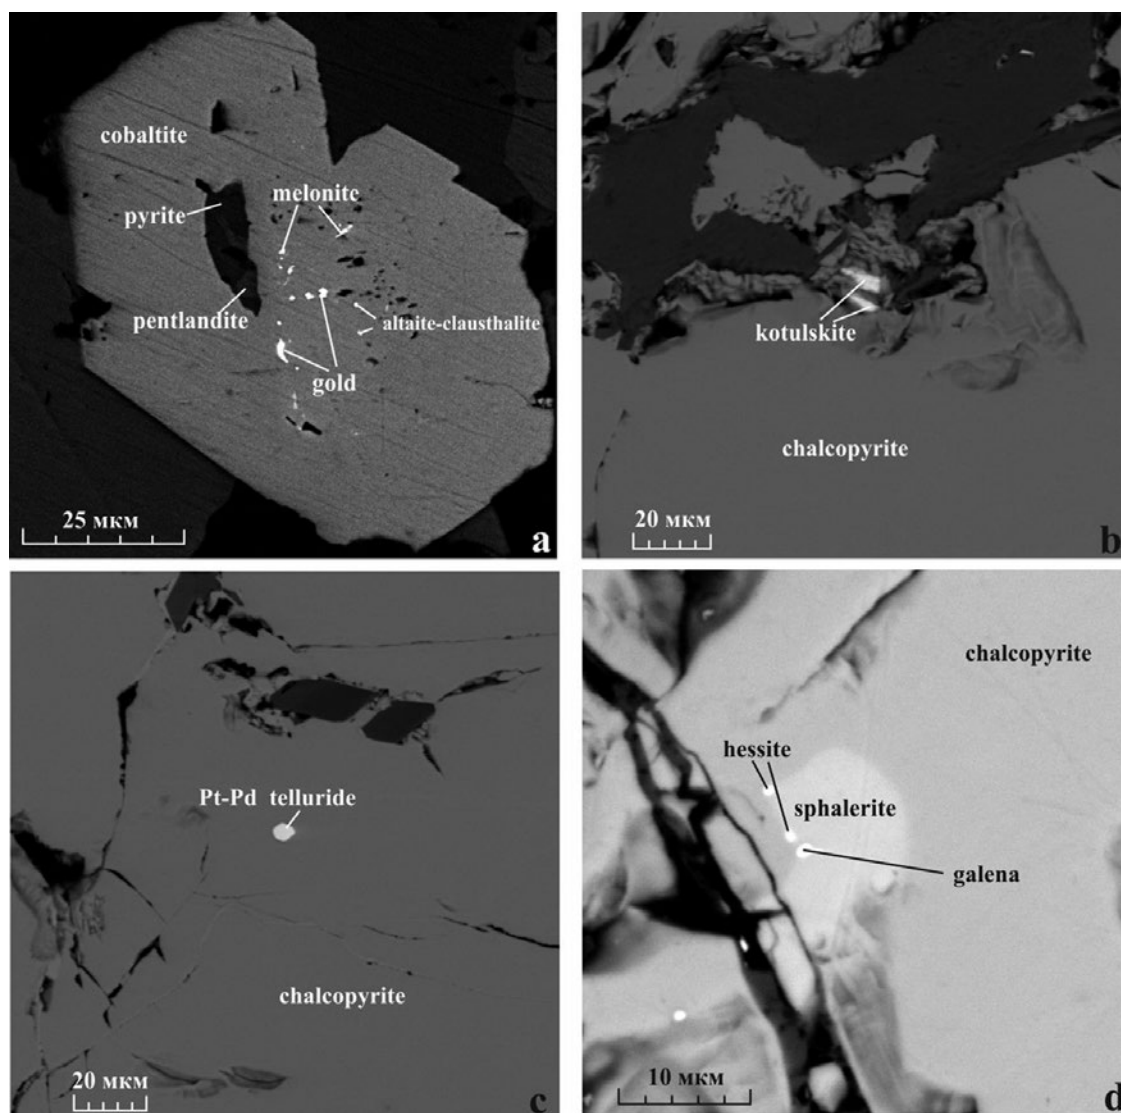 cobaltite
melonite
pyrite
pentlandite
altaite-clausthalite
gold
25 мкм
a
kotulskite
chalcopyrite
20 мкм
b
Pt-Pd telluride
chalcopyrite
20 мкм
c
chalcopyrite
hessite
sphalerite
galena
10 мкм
d